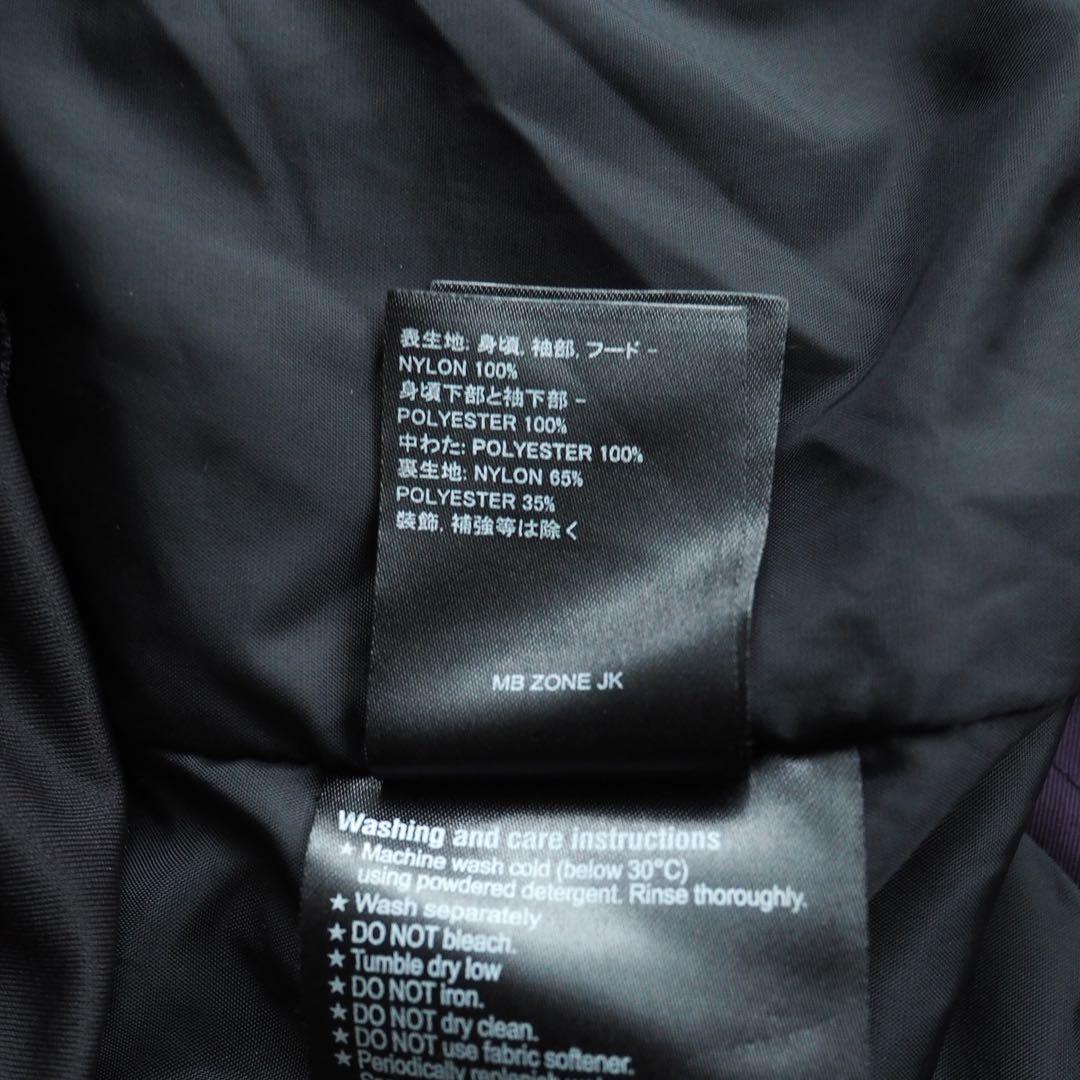 表生地: 身頃, 袖部, フード -
NYLON 100%
身頃下部と袖下部 -
POLYESTER 100%
中わた: POLYESTER 100%
裏生地: NYLON 65%
POLYESTER 35%
装飾, 補強等は除く
MB ZONE JK
Washing and care instructions
★ Machine wash cold (below 30°C)
using powdered detergent. Rinse thoroughly.
★ Wash separately
★ DO NOT bleach.
★ Tumble dry low
★ DO NOT iron.
★ DO NOT dry clean.
★ DO NOT use fabric softener.
★ Periodically replenish